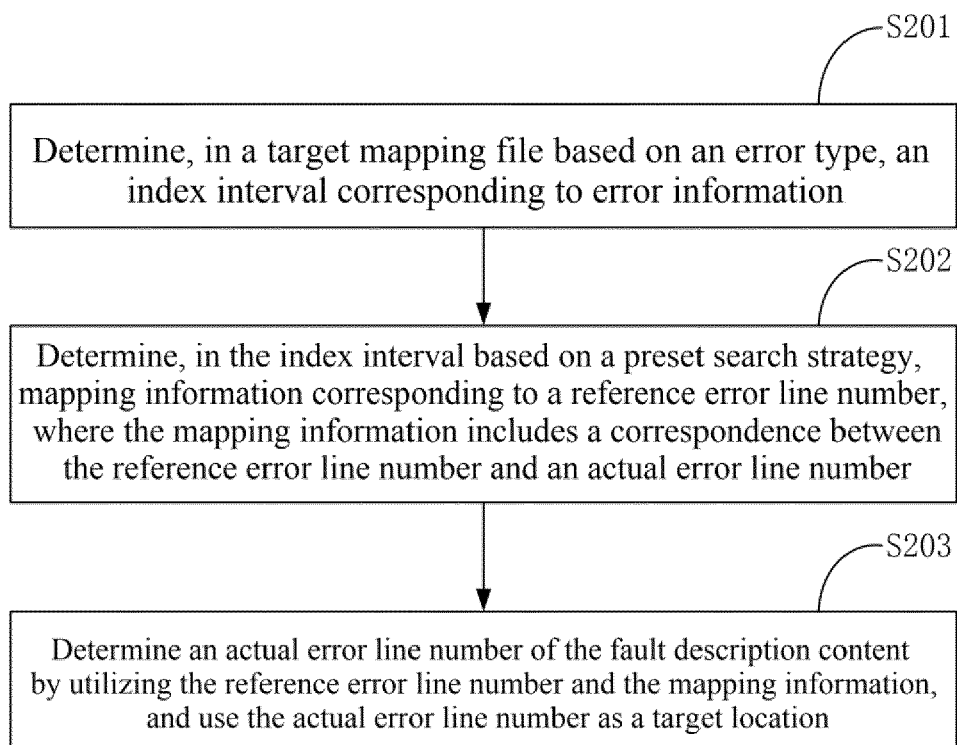 S201
Determine, in a target mapping file based on an error type, an
index interval corresponding to error information
S202
Determine, in the index interval based on a preset search strategy,
mapping information corresponding to a reference error line number,
where the mapping information includes a correspondence between
the reference error line number and an actual error line number
S203
Determine an actual error line number of the fault description content
by utilizing the reference error line number and the mapping information,
and use the actual error line number as a target location